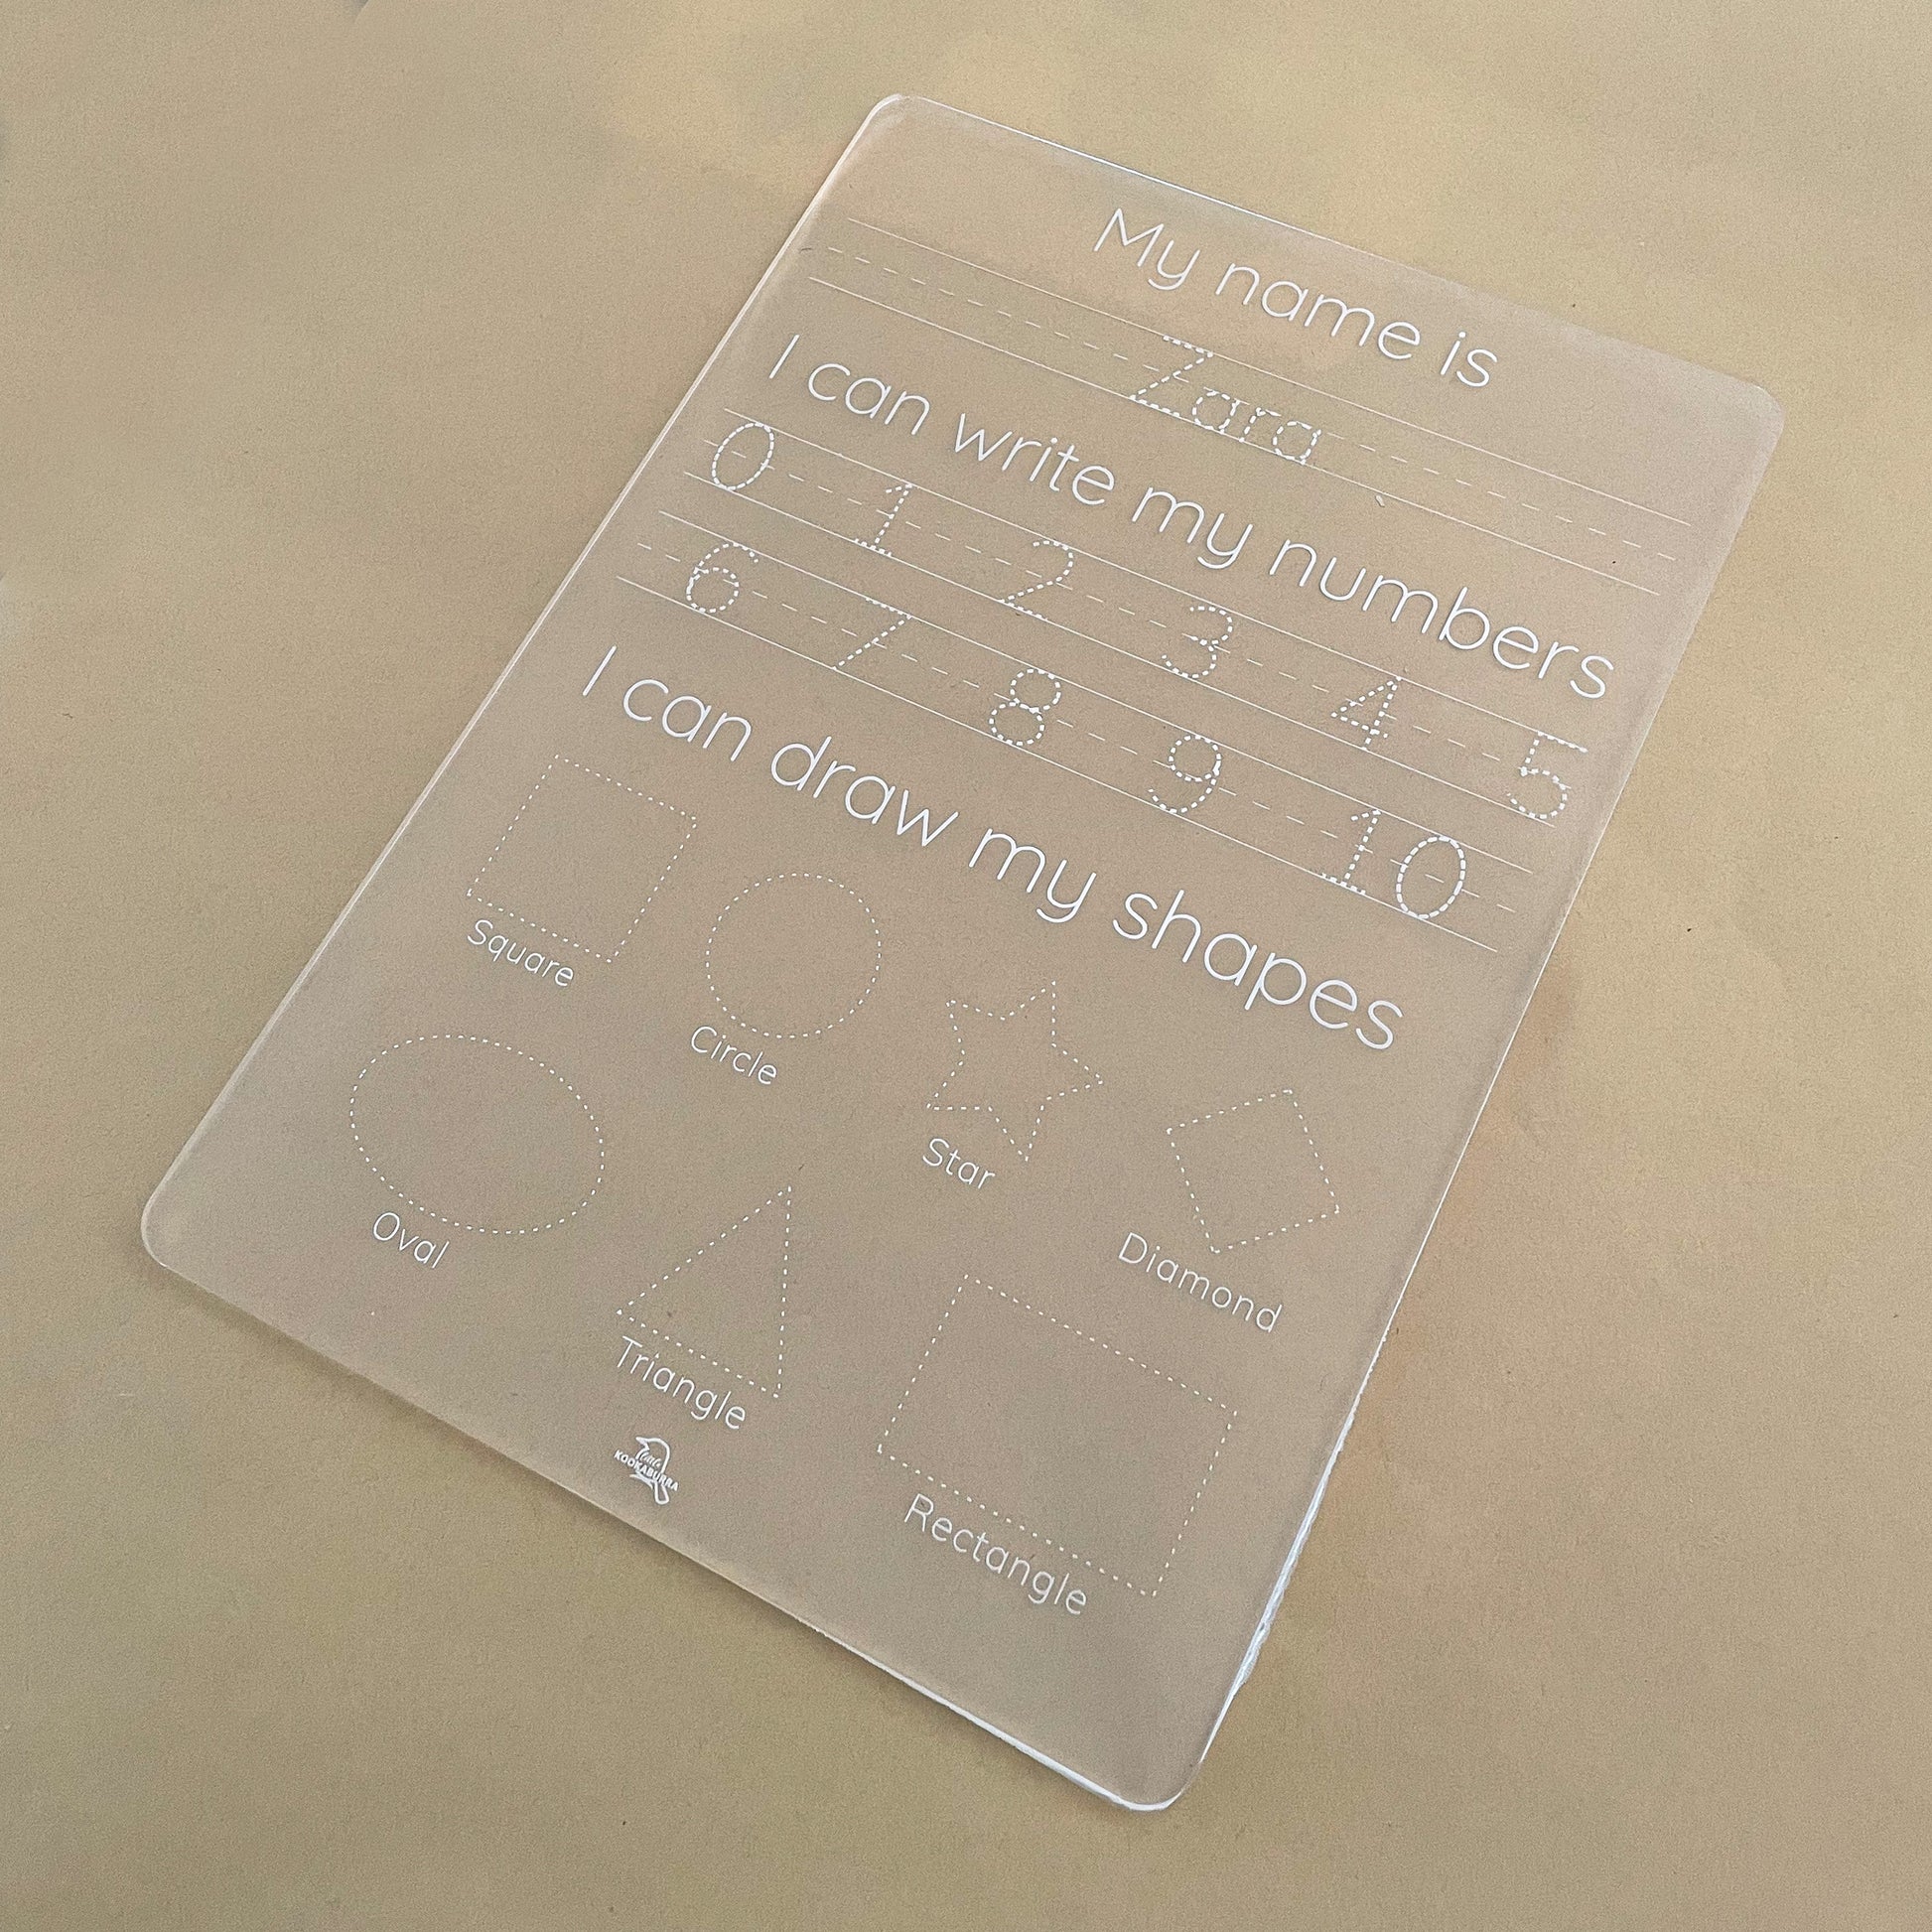 My name is
Zara
I can write my numbers
0 1 2 3 4 5
6 7 8 9 10
I can draw my shapes
Square Circle Star Diamond
Oval Triangle Rectangle
KOOKABURRA